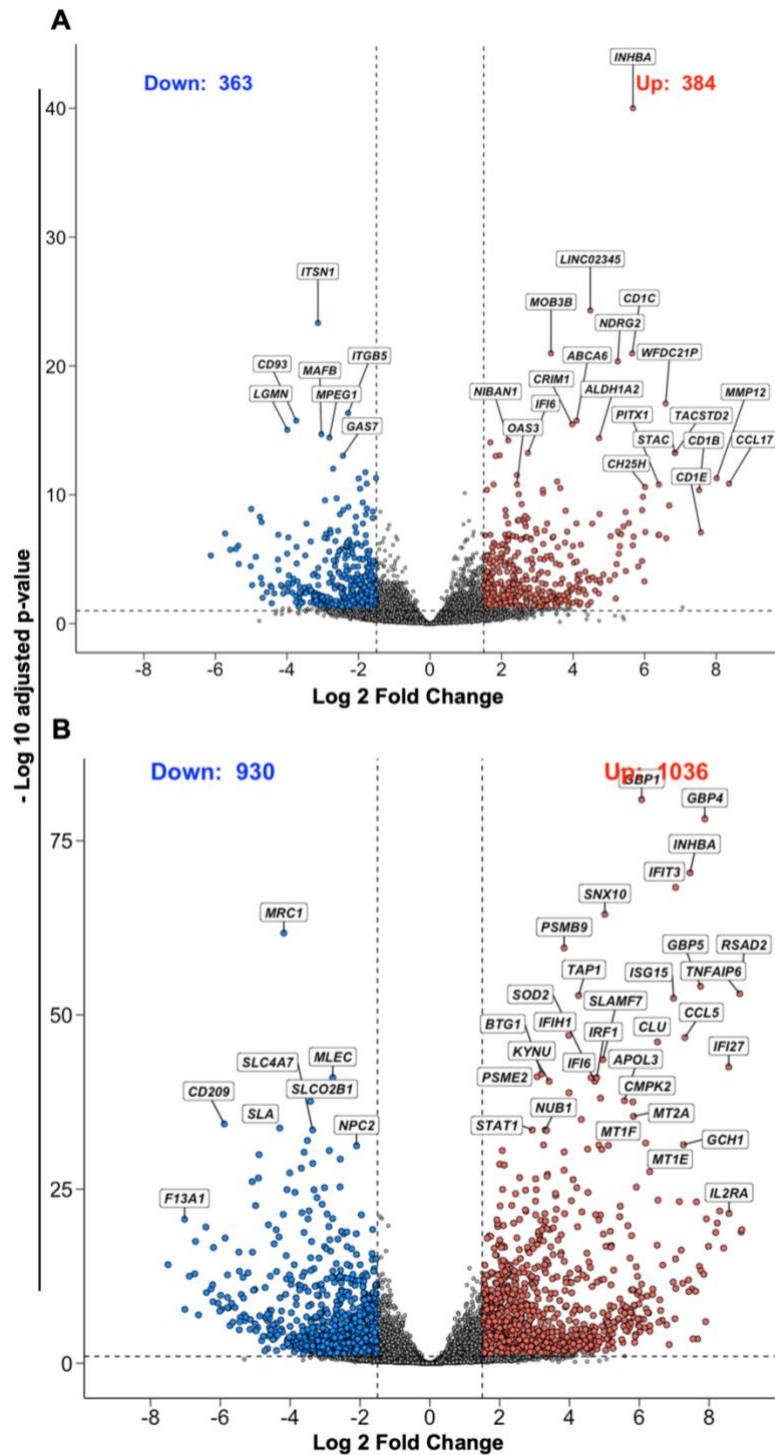 A
INHBA
Down: 363
Up: 384
40
30
LINC02345
ITSN1
MOB3B
CD1C
NDRG2
CD93
MAFB
ITGB5
ABCA6
WFDC21P
20
LGMN
MPEG1
CRIM1
ALDH1A2
NIBAN1
IFI6
MMP12
GAS7
OAS3
PITX1
TACSTD2
STAC
CD1B
CCL17
CH25H
CD1E
10
0
-8 -6 -4 -2 0 2 4 6 8
Log 2 Fold Change
- Log 10 adjusted p-value
B
Down: 930
Up: 1036
GBP1
GBP4
75
INHBA
IFIT3
SNX10
MRC1
PSMB9
GBP5
RSAD2
TAP1
ISG15
TNFAIP6
50
SOD2
SLAMF7
CCL5
BTG1
IFIH1
IRF1
CLU
IFI27
SLC4A7
MLEC
KYNU
IFI6
APOL3
CD209
SLCO2B1
PSME2
CMPK2
SLA
NPC2
NUB1
MT2A
STAT1
MT1F
GCH1
MT1E
25
F13A1
IL2RA
0
-8 -6 -4 -2 0 2 4 6 8
Log 2 Fold Change